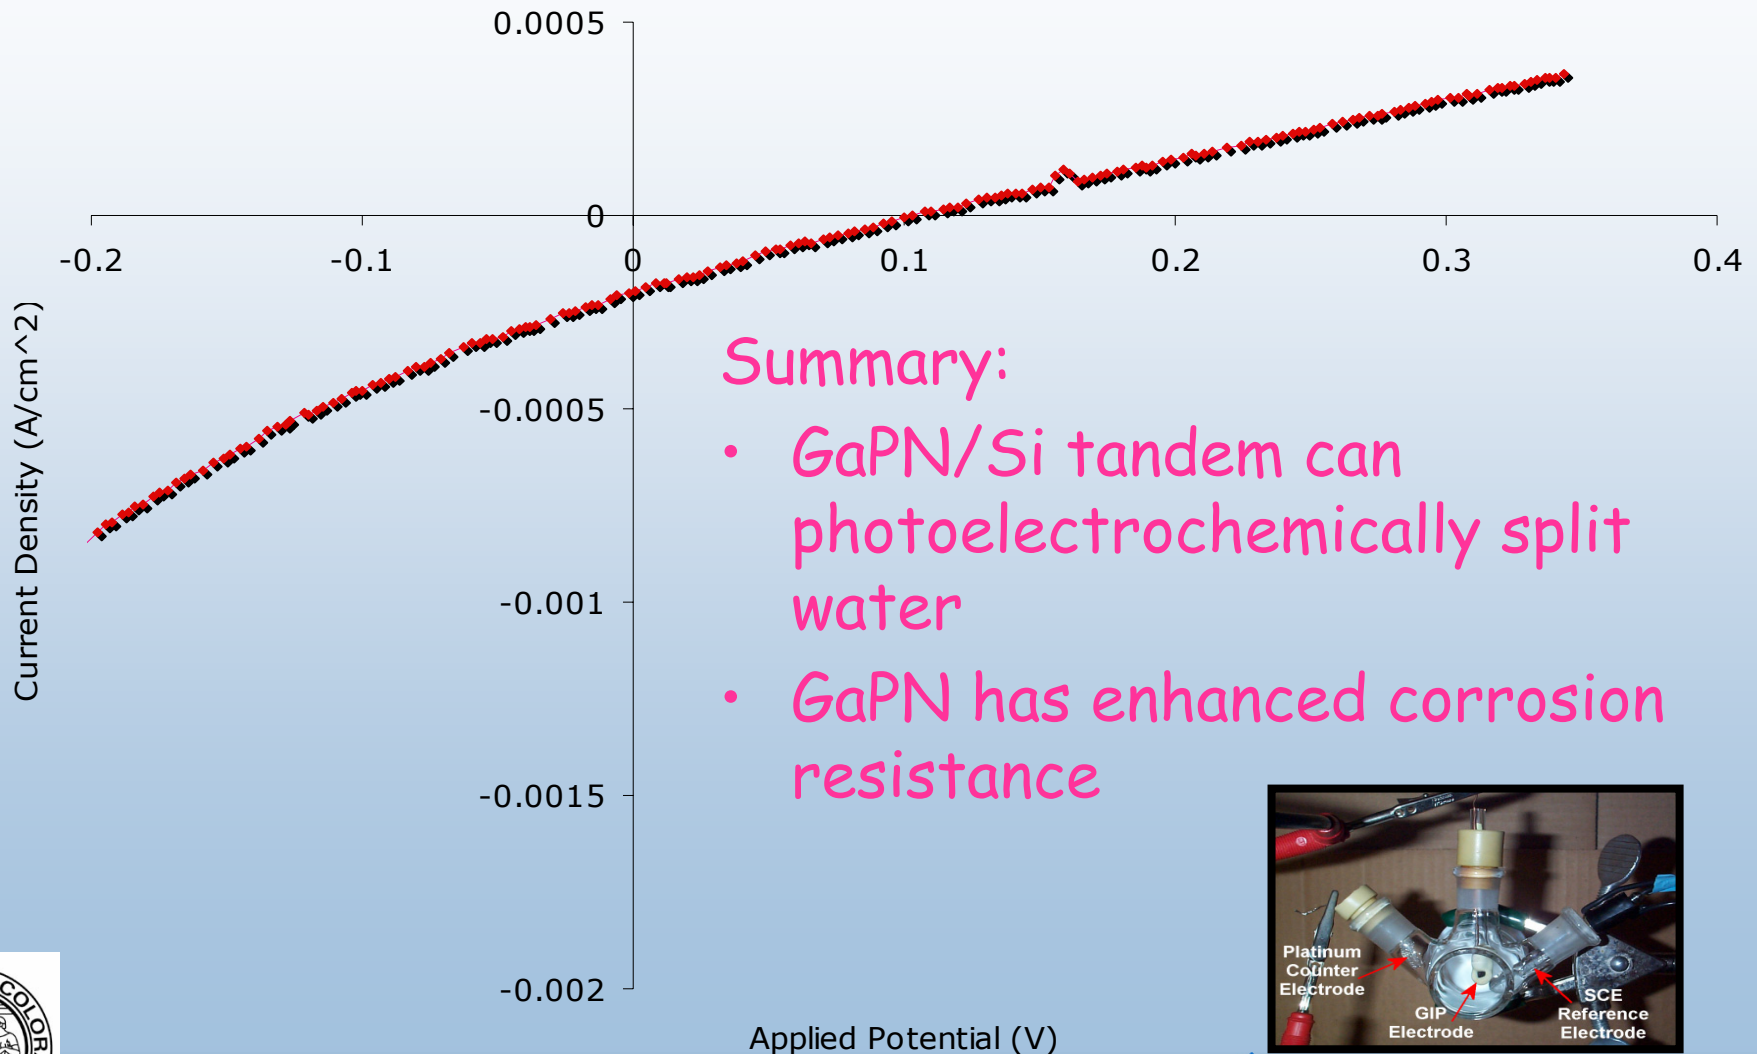 0.0005
0
-0.0005
-0.001
-0.0015
-0.002
-0.2
-0.1
0
0.1
0.2
0.3
0.4
Current Density (A/cm^2)
Applied Potential (V)
Summary:
• GaPN/Si tandem can
photoelectrochemically split
water
• GaPN has enhanced corrosion
resistance
Platinum
Counter
Electrode
GIP
Electrode
SCE
Reference
Electrode